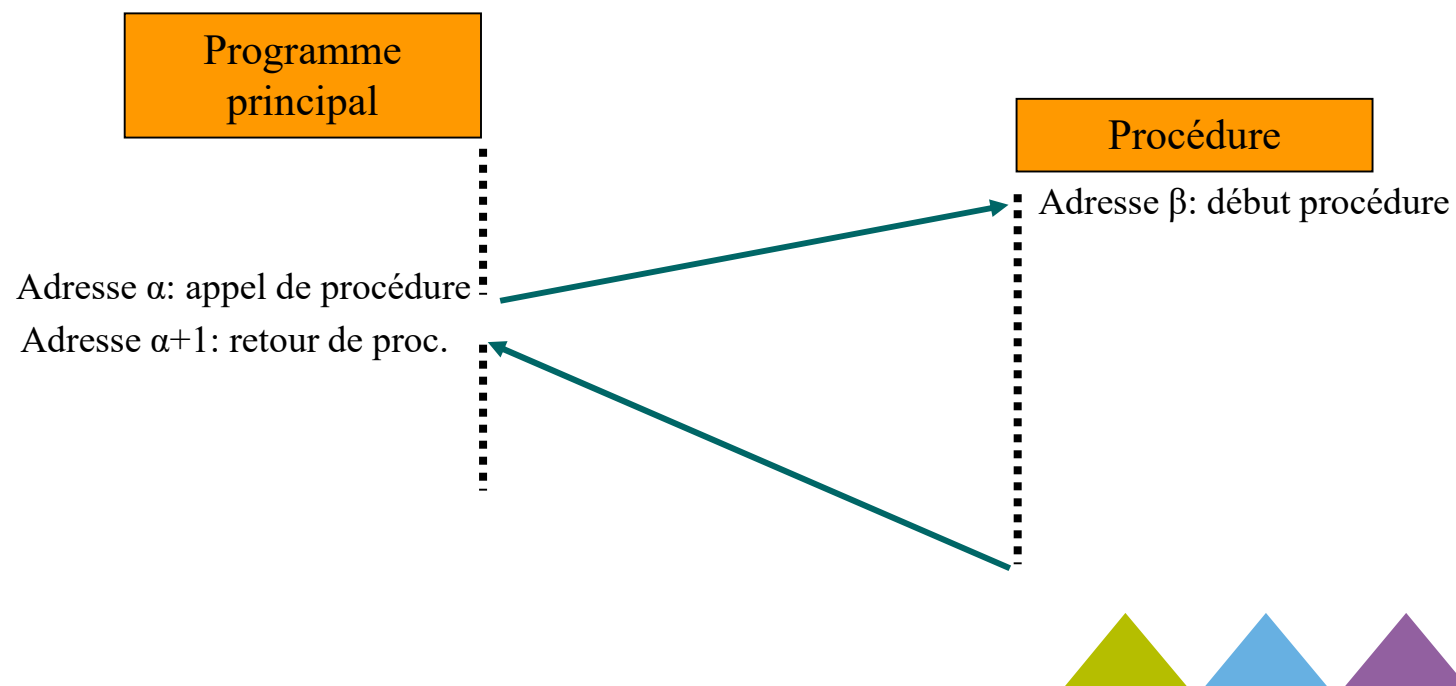 Programme
principal
Procédure
Adresse β: début procédure
Adresse α: appel de procédure
Adresse α+1: retour de proc.